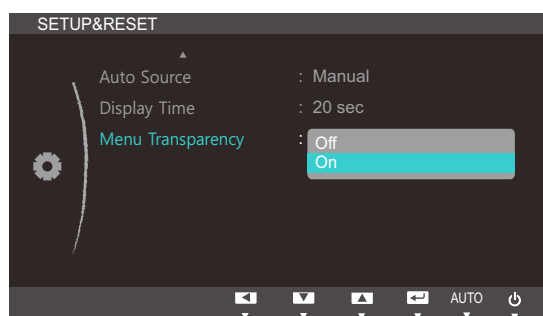 SETUP&RESET
Auto Source : Manual
Display Time : 20 sec
Menu Transparency : Off
On
AUTO